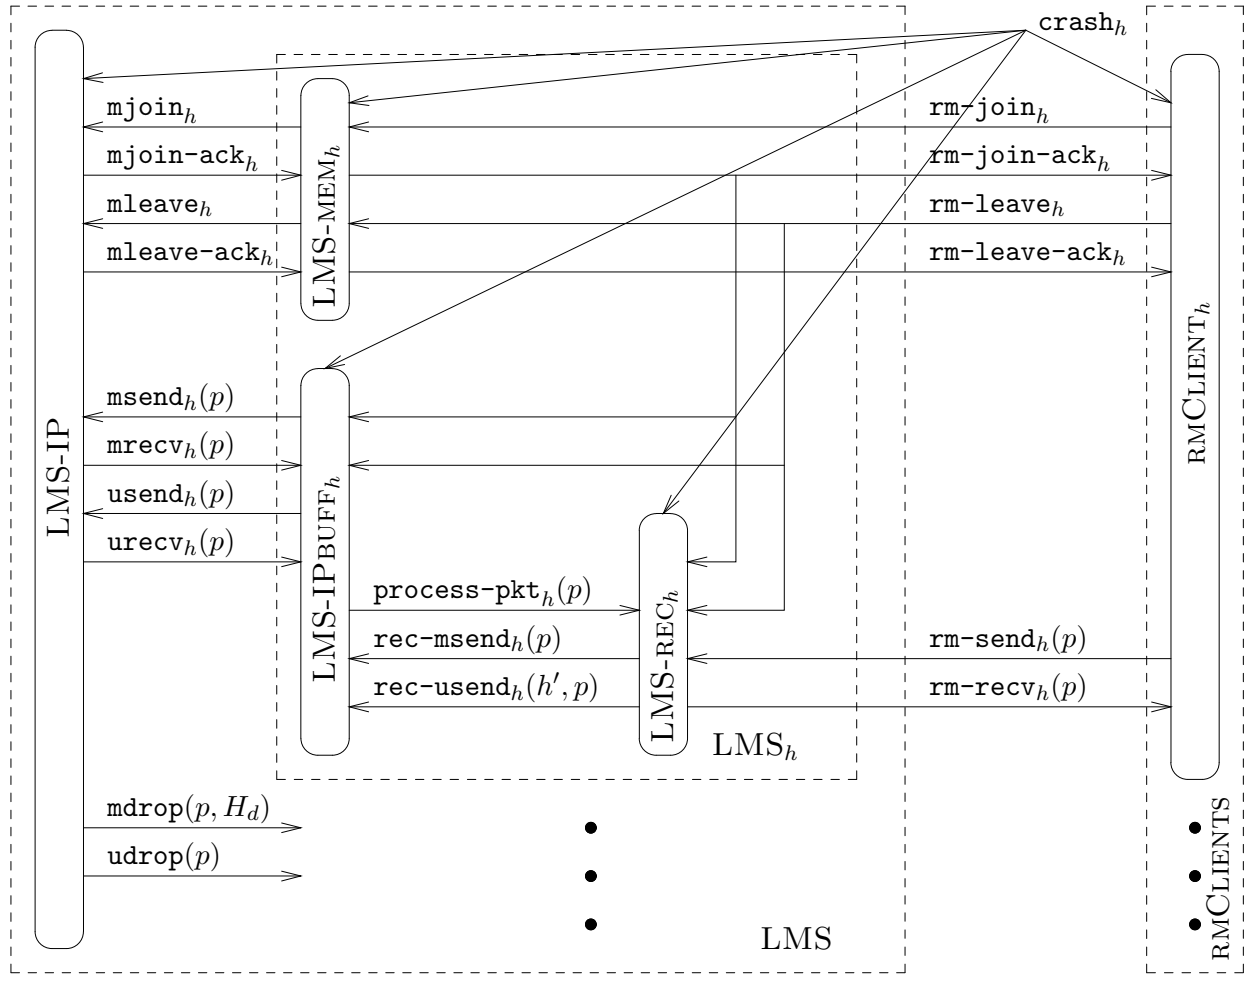 crash_h
mjoin_h
rm-join_h
mjoin-ack_h
rm-join-ack_h
mleave_h
rm-leave_h
mleave-ack_h
rm-leave-ack_h
LMS-MEM_h
RMCLIENT_h
LMS-IP
msend_h(p)
mrecv_h(p)
usend_h(p)
urecv_h(p)
LMS-IPBUFF_h
process-pkt_h(p)
rec-msend_h(p)
rm-send_h(p)
rec-usend_h(h′, p)
rm-recv_h(p)
LMS-REC_h
LMS_h
mdrop(p, H_d)
udrop(p)
LMS
RMCLIENTS